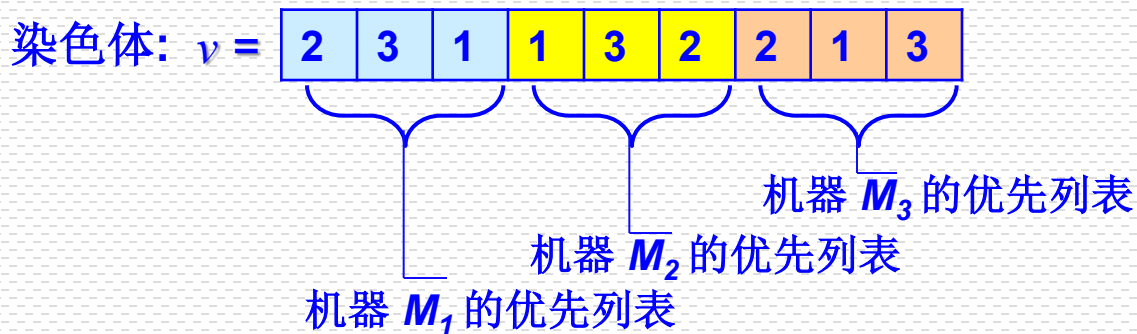 染色体: v = 2 3 1 1 3 2 2 1 3
机器 M3 的优先列表
机器 M2 的优先列表
机器 M1 的优先列表